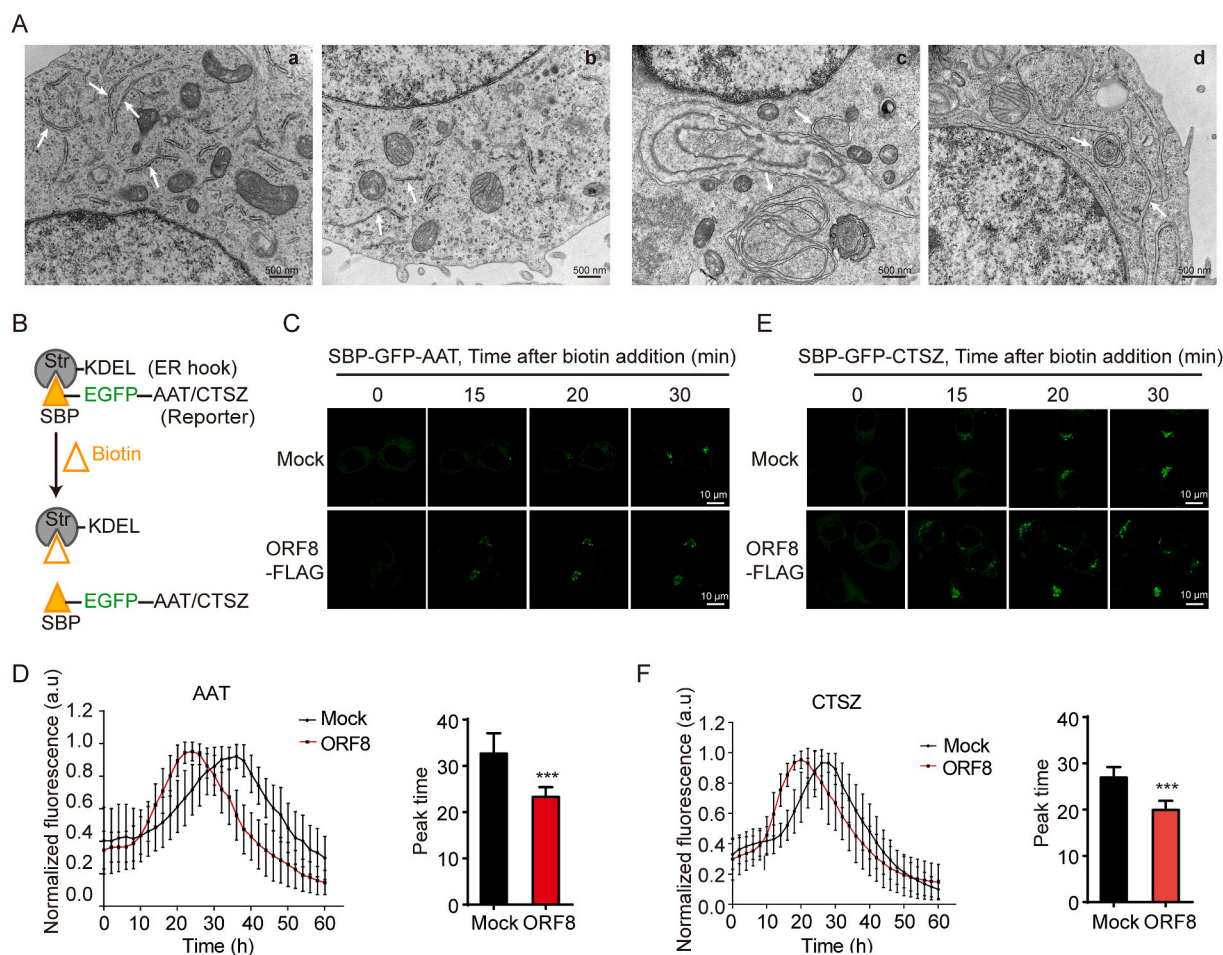 A
a
b
c
d
500 nm
500 nm
500 nm
500 nm
B
Str
KDEL (ER hook)
EGFP AAT/CTSZ
SBP (Reporter)
Biotin
Str
KDEL
EGFP AAT/CTSZ
SBP
C
SBP-GFP-AAT, Time after biotin addition (min)
0 15 20 30
Mock
10 µm
ORF8
-FLAG
10 µm
E
SBP-GFP-CTSZ, Time after biotin addition (min)
0 15 20 30
Mock
10 µm
ORF8
-FLAG
10 µm
D
AAT
Normalized fluorescence (a.u)
1.2
1.0
0.8
0.6
0.4
0.2
0.0
0 10 20 30 40 50 60
Time (h)
Mock
ORF8
Peak time
40
30
20
10
0
***
Mock ORF8
F
CTSZ
Normalized fluorescence (a.u)
1.2
1.0
0.8
0.6
0.4
0.2
0.0
0 10 20 30 40 50 60
Time (h)
Mock
ORF8
Peak time
40
30
20
10
0
***
Mock ORF8